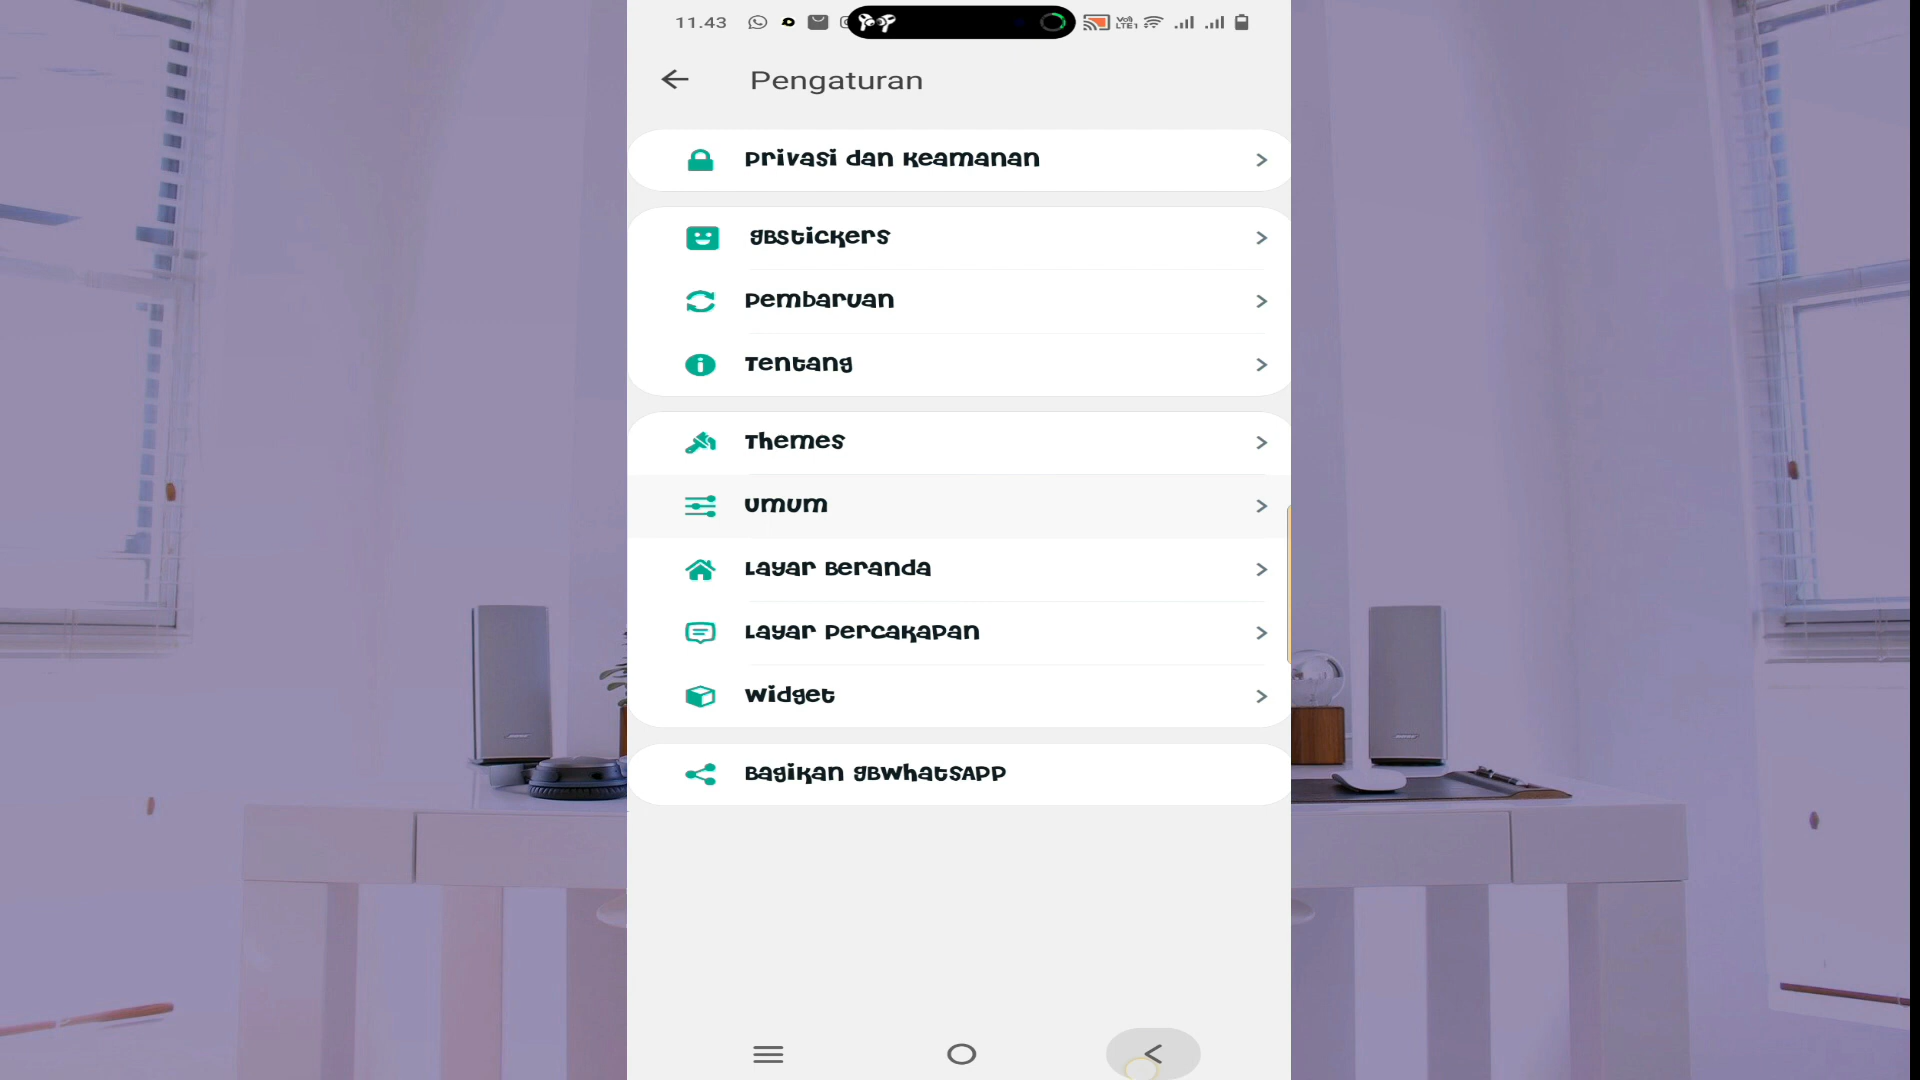 11.43
Pengaturan
Privasi dan Keamanan
GBStickers
Pembaruan
Tentang
Themes
Umum
Layar Beranda
Layar Percakapan
Widget
Bagikan GBWhatsApp